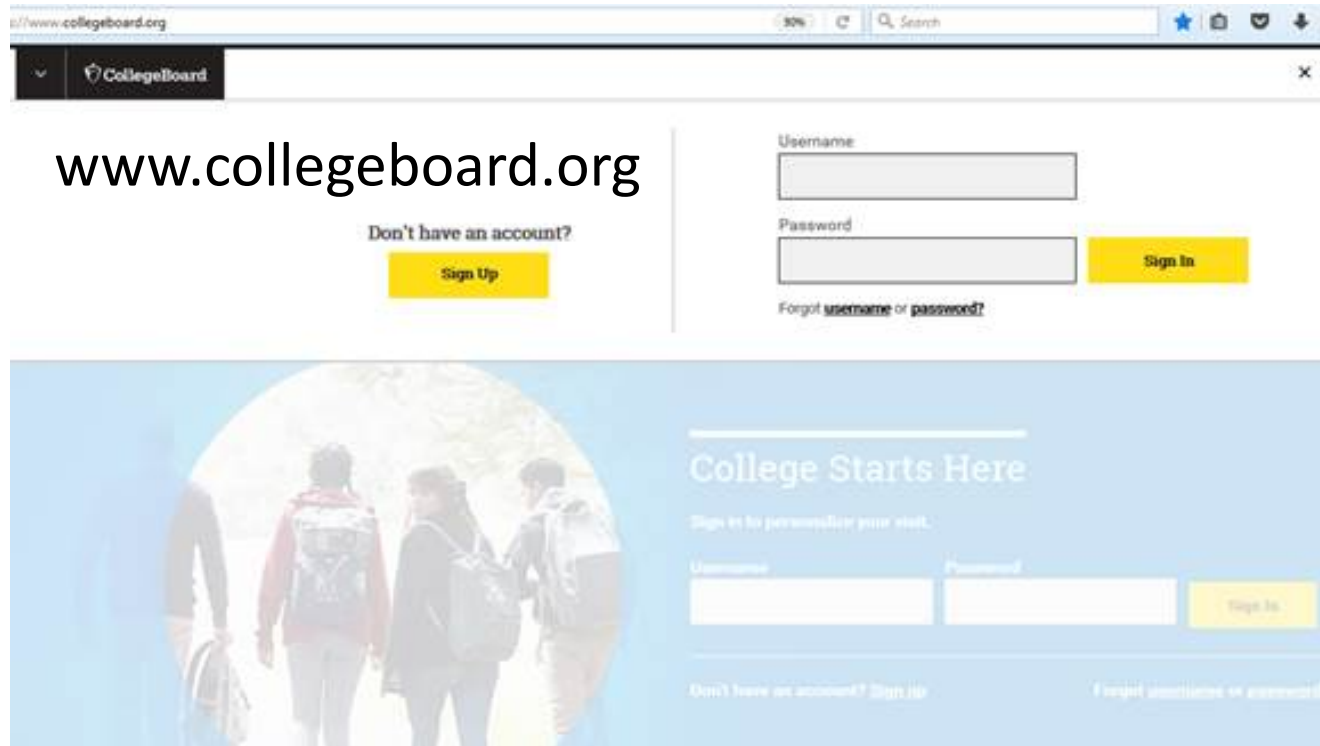 ://www.collegeboard.org
90%
Search
CollegeBoard
www.collegeboard.org
Don't have an account?
Sign Up
Username
Password
Sign In
Forgot username or password?
College Starts Here
Sign in to personalize your visit.
Username Password
Sign In
Don't have an account? Sign up
Forgot username or password